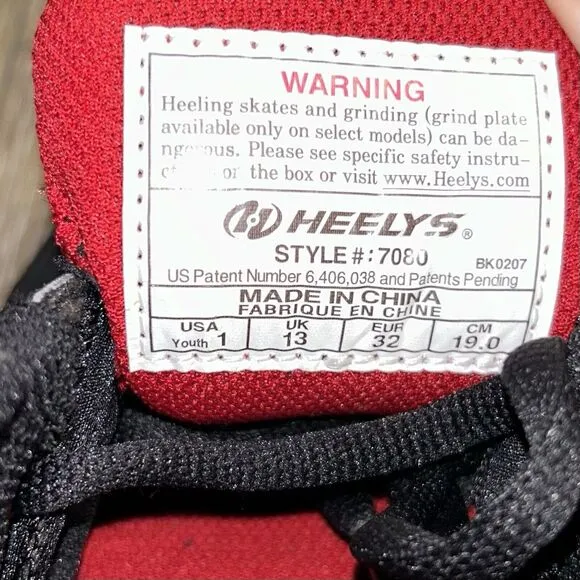 WARNING
Heeling skates and grinding (grind plate
available only on select models) can be da-
Please see specific safety instru-
or the box or visit www.Heelys.com
HEELYS®
STYLE #: 7080
BK0207
US Patent Number 6,406,038 and Patents Pending
MADE IN CHINA
FABRIQUE EN CHINE
USA UK EUR CM
Youth 1 13 32 19.0